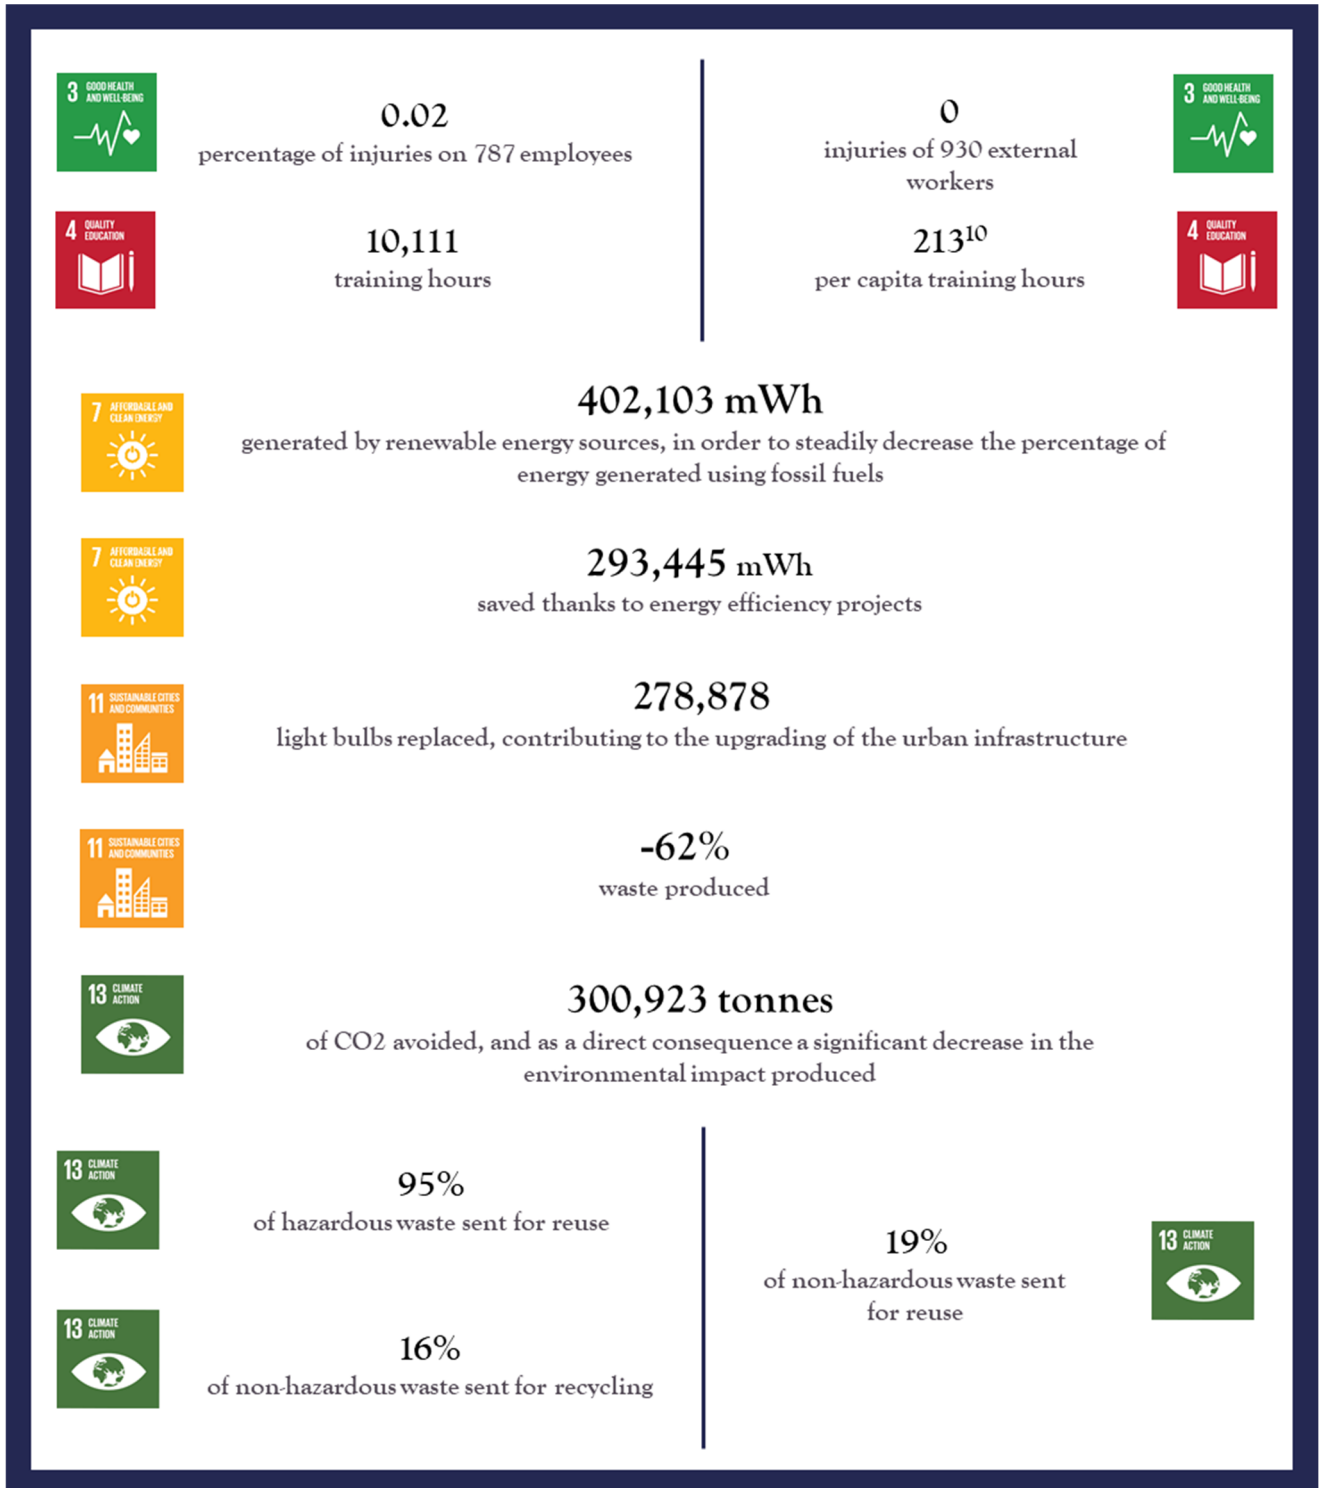 3 GOOD HEALTH
AND WELL-BEING
0.02
percentage of injuries on 787 employees
0
injuries of 930 external
workers
3 GOOD HEALTH
AND WELL-BEING
4 QUALITY
EDUCATION
10,111
training hours
213¹⁰
per capita training hours
4 QUALITY
EDUCATION
7 AFFORDABLE AND
CLEAN ENERGY
402,103 mWh
generated by renewable energy sources, in order to steadily decrease the percentage of
energy generated using fossil fuels
7 AFFORDABLE AND
CLEAN ENERGY
293,445 mWh
saved thanks to energy efficiency projects
11 SUSTAINABLE CITIES
AND COMMUNITIES
278,878
light bulbs replaced, contributing to the upgrading of the urban infrastructure
11 SUSTAINABLE CITIES
AND COMMUNITIES
-62%
waste produced
13 CLIMATE
ACTION
300,923 tonnes
of CO2 avoided, and as a direct consequence a significant decrease in the
environmental impact produced
13 CLIMATE
ACTION
95%
of hazardous waste sent for reuse
19%
of non-hazardous waste sent
for reuse
13 CLIMATE
ACTION
13 CLIMATE
ACTION
16%
of non-hazardous waste sent for recycling